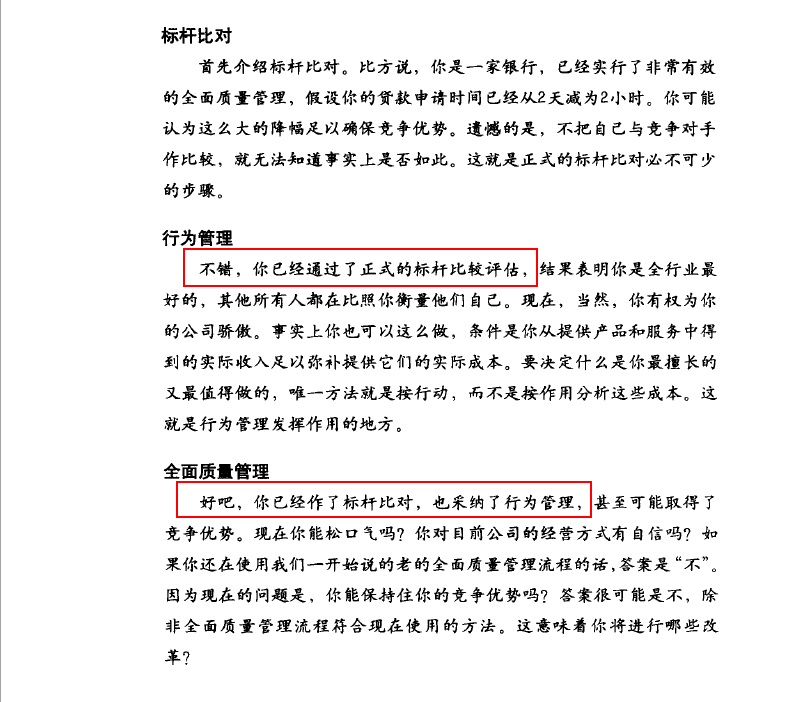 标杆比对
首先介绍标杆比对。比方说，你是一家银行，已经实行了非常有效
的全面质量管理，假设你的贷款申请时间已经从2天减为2小时。你可能
认为这么大的降幅足以确保竞争优势。遗憾的是，不把自己与竞争对手
作比较，就无法知道事实上是否如此。这就是正式的标杆比对必不可少
的步骤。
行为管理
不错，你已经通过了正式的标杆比较评估，结果表明你是全行业最
好的，其他所有人都在比照你衡量他们自己。现在，当然，你有权为你
的公司骄傲。事实上你也可以这么做，条件是你从提供产品和服务中得
到的实际收入足以弥补提供它们的实际成本。要决定什么是你最擅长的
又最值得做的，唯一方法就是按行动，而不是按作用分析这些成本。这
就是行为管理发挥作用的地方。
全面质量管理
好吧，你已经作了标杆比对，也采纳了行为管理，甚至可能取得了
竞争优势。现在你能松口气吗？你对目前公司的经营方式有自信吗？如
果你还在使用我们一开始说的老的全面质量管理流程的话，答案是“不”。
因为现在的问题是，你能保持住你的竞争优势吗？答案很可能是不，除
非全面质量管理流程符合现在使用的方法。这意味着你将进行哪些改
革？